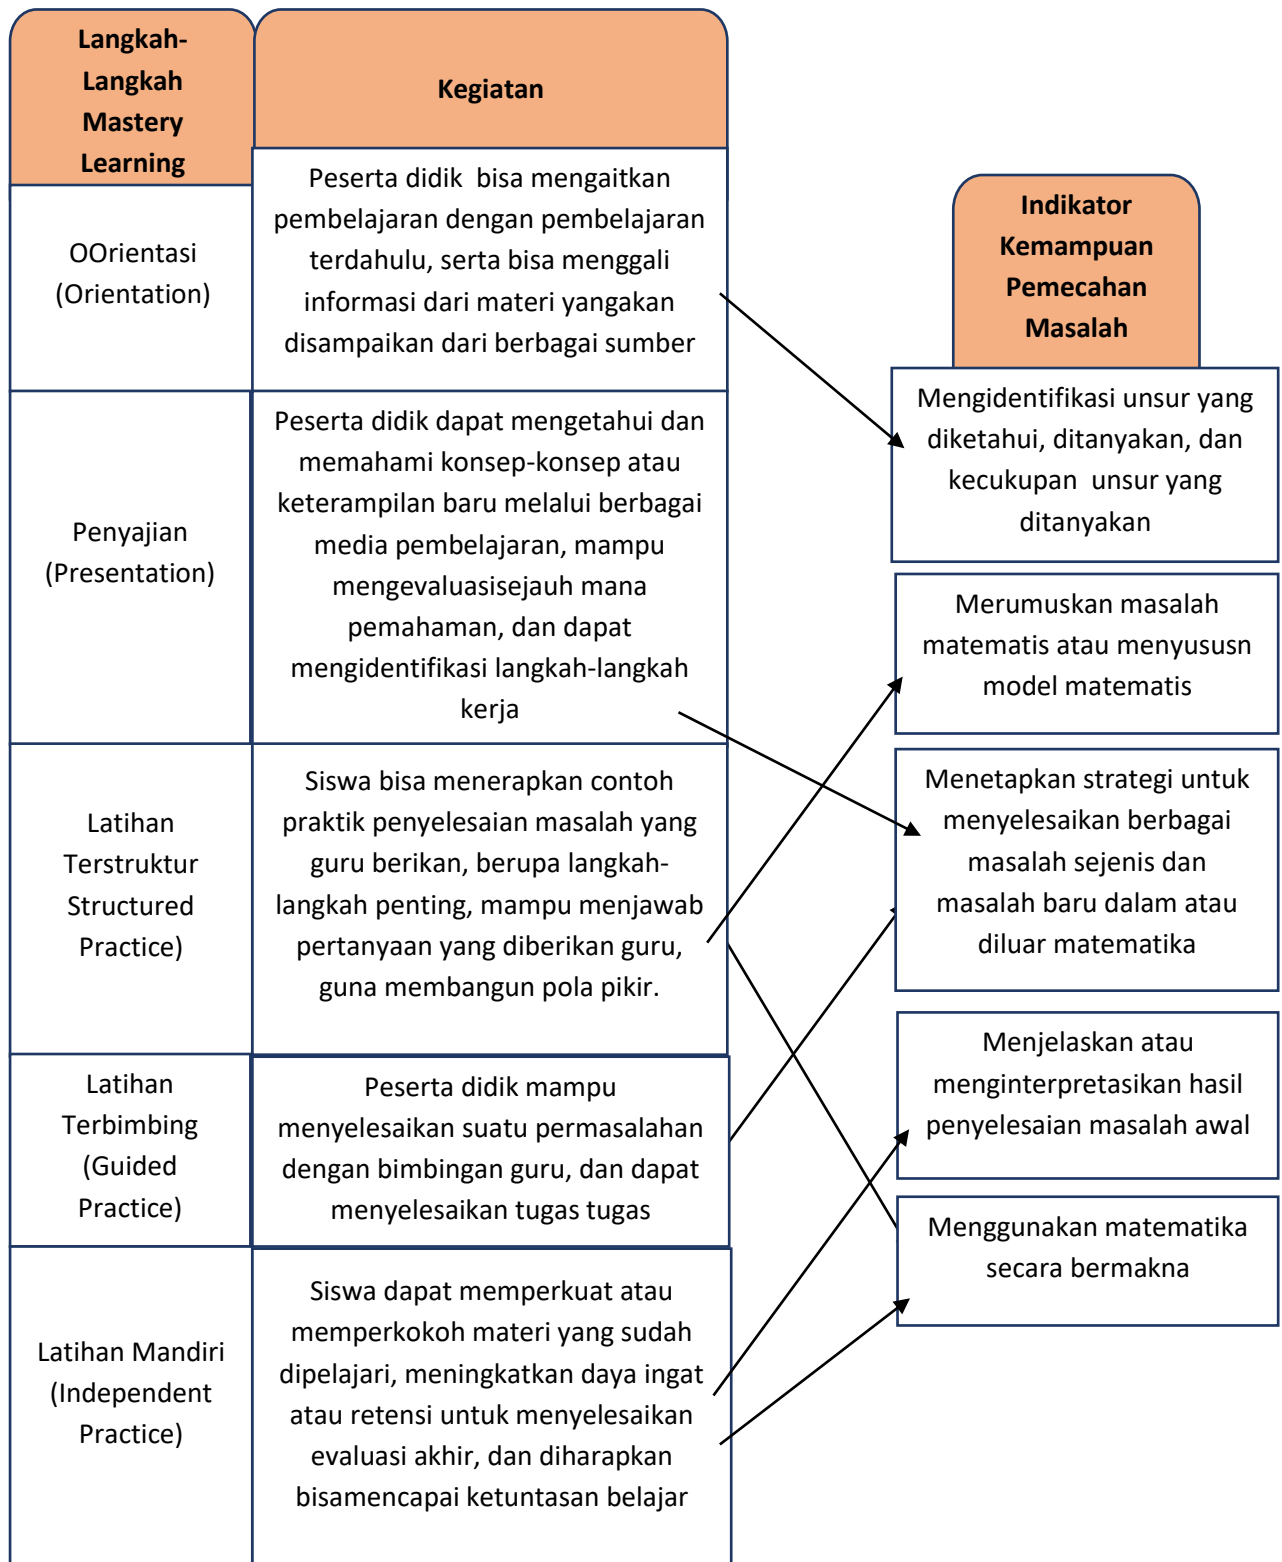 Langkah-
Langkah
Mastery
Learning
Kegiatan
OOrientasi
(Orientation)
Peserta didik  bisa mengaitkan
pembelajaran dengan pembelajaran
terdahulu, serta bisa menggali
informasi dari materi yangakan
disampaikan dari berbagai sumber
Penyajian
(Presentation)
Peserta didik dapat mengetahui dan
memahami konsep-konsep atau
keterampilan baru melalui berbagai
media pembelajaran, mampu
mengevaluasisejauh mana
pemahaman, dan dapat
mengidentifikasi langkah-langkah
kerja
Latihan
Terstruktur
Structured
Practice)
Siswa bisa menerapkan contoh
praktik penyelesaian masalah yang
guru berikan, berupa langkah-
langkah penting, mampu menjawab
pertanyaan yang diberikan guru,
guna membangun pola pikir.
Latihan
Terbimbing
(Guided
Practice)
Peserta didik mampu
menyelesaikan suatu permasalahan
dengan bimbingan guru, dan dapat
menyelesaikan tugas tugas
Latihan Mandiri
(Independent
Practice)
Siswa dapat memperkuat atau
memperkokoh materi yang sudah
dipelajari, meningkatkan daya ingat
atau retensi untuk menyelesaikan
evaluasi akhir, dan diharapkan
bisamencapai ketuntasan belajar
Indikator
Kemampuan
Pemecahan
Masalah
Mengidentifikasi unsur yang
diketahui, ditanyakan, dan
kecukupan  unsur yang
ditanyakan
Merumuskan masalah
matematis atau menyususn
model matematis
Menetapkan strategi untuk
menyelesaikan berbagai
masalah sejenis dan
masalah baru dalam atau
diluar matematika
Menjelaskan atau
menginterpretasikan hasil
penyelesaian masalah awal
Menggunakan matematika
secara bermakna